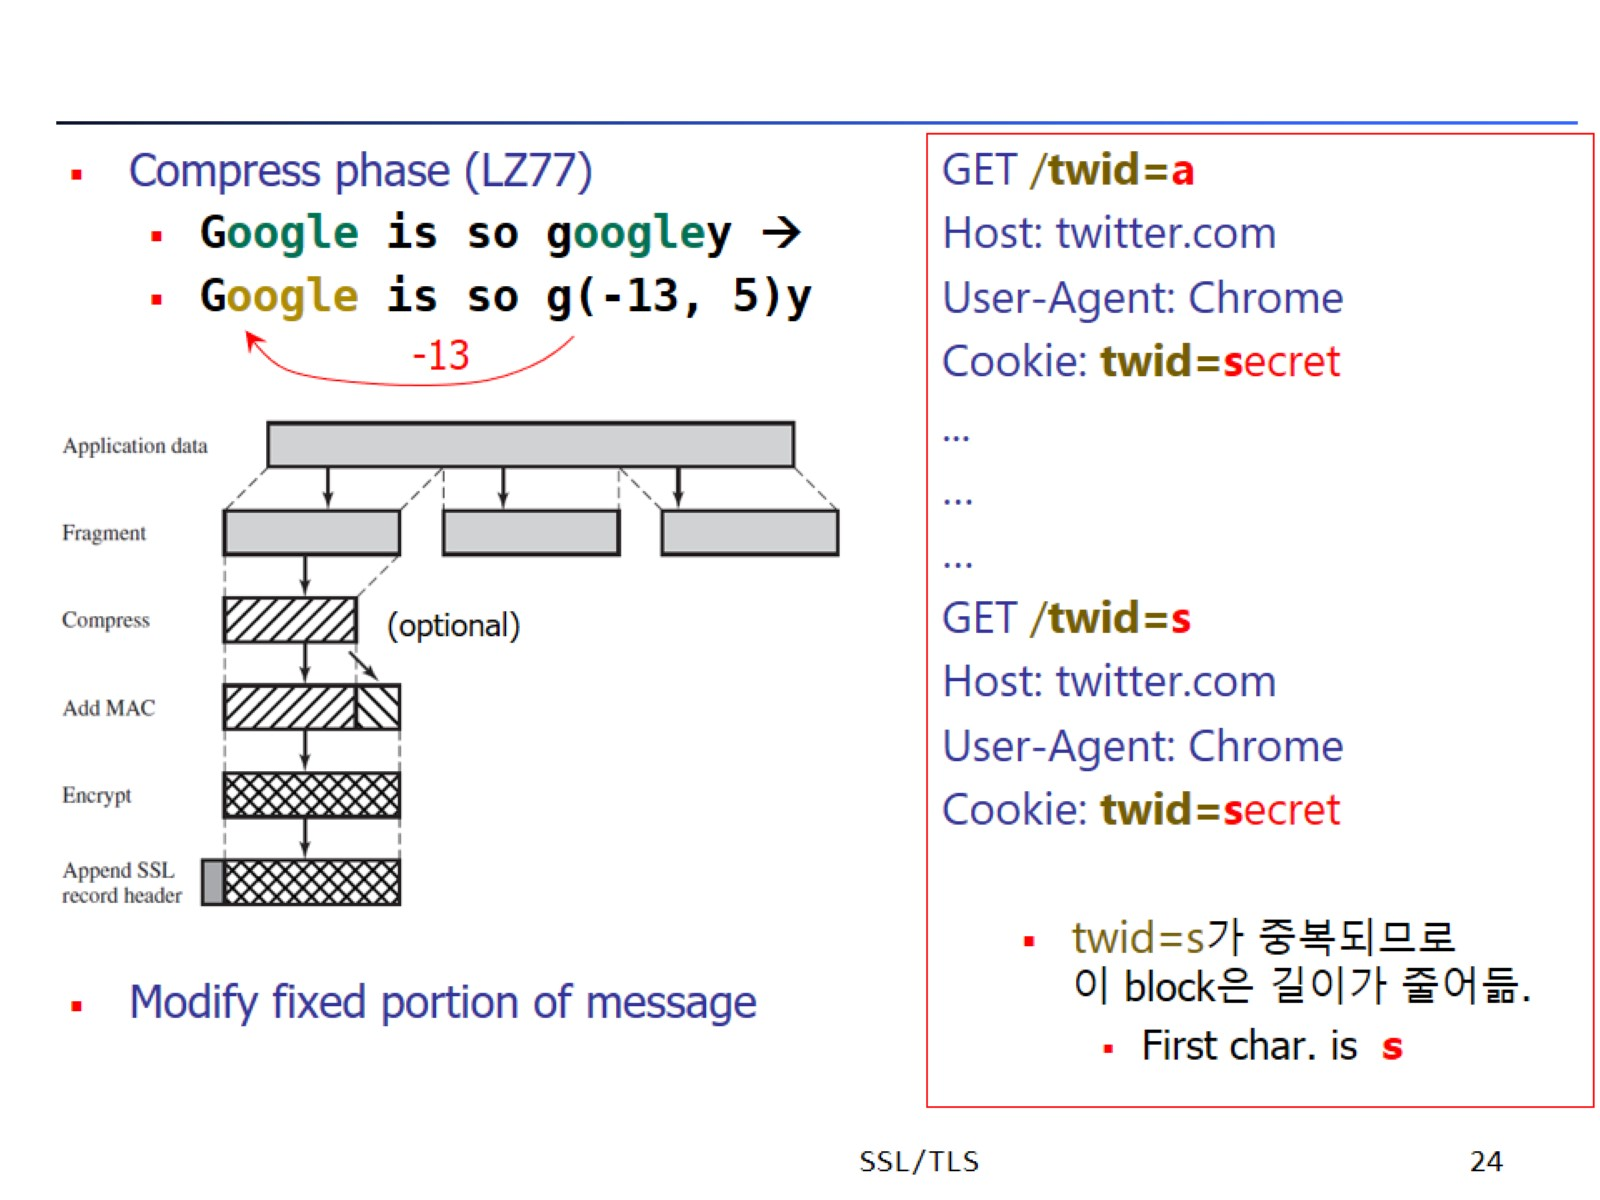 Compress phase (LZ77)
Google is so googley →
Google is so g(-13, 5)y
-13
Application data
Fragment
Compress
(optional)
Add MAC
Encrypt
Append SSL
record header
Modify fixed portion of message
GET /twid=a
Host: twitter.com
User-Agent: Chrome
Cookie: twid=secret
...
...
...
GET /twid=s
Host: twitter.com
User-Agent: Chrome
Cookie: twid=secret
twid=s가 중복되므로
이 block은 길이가 줄어듦.
First char. is s
SSL/TLS
24